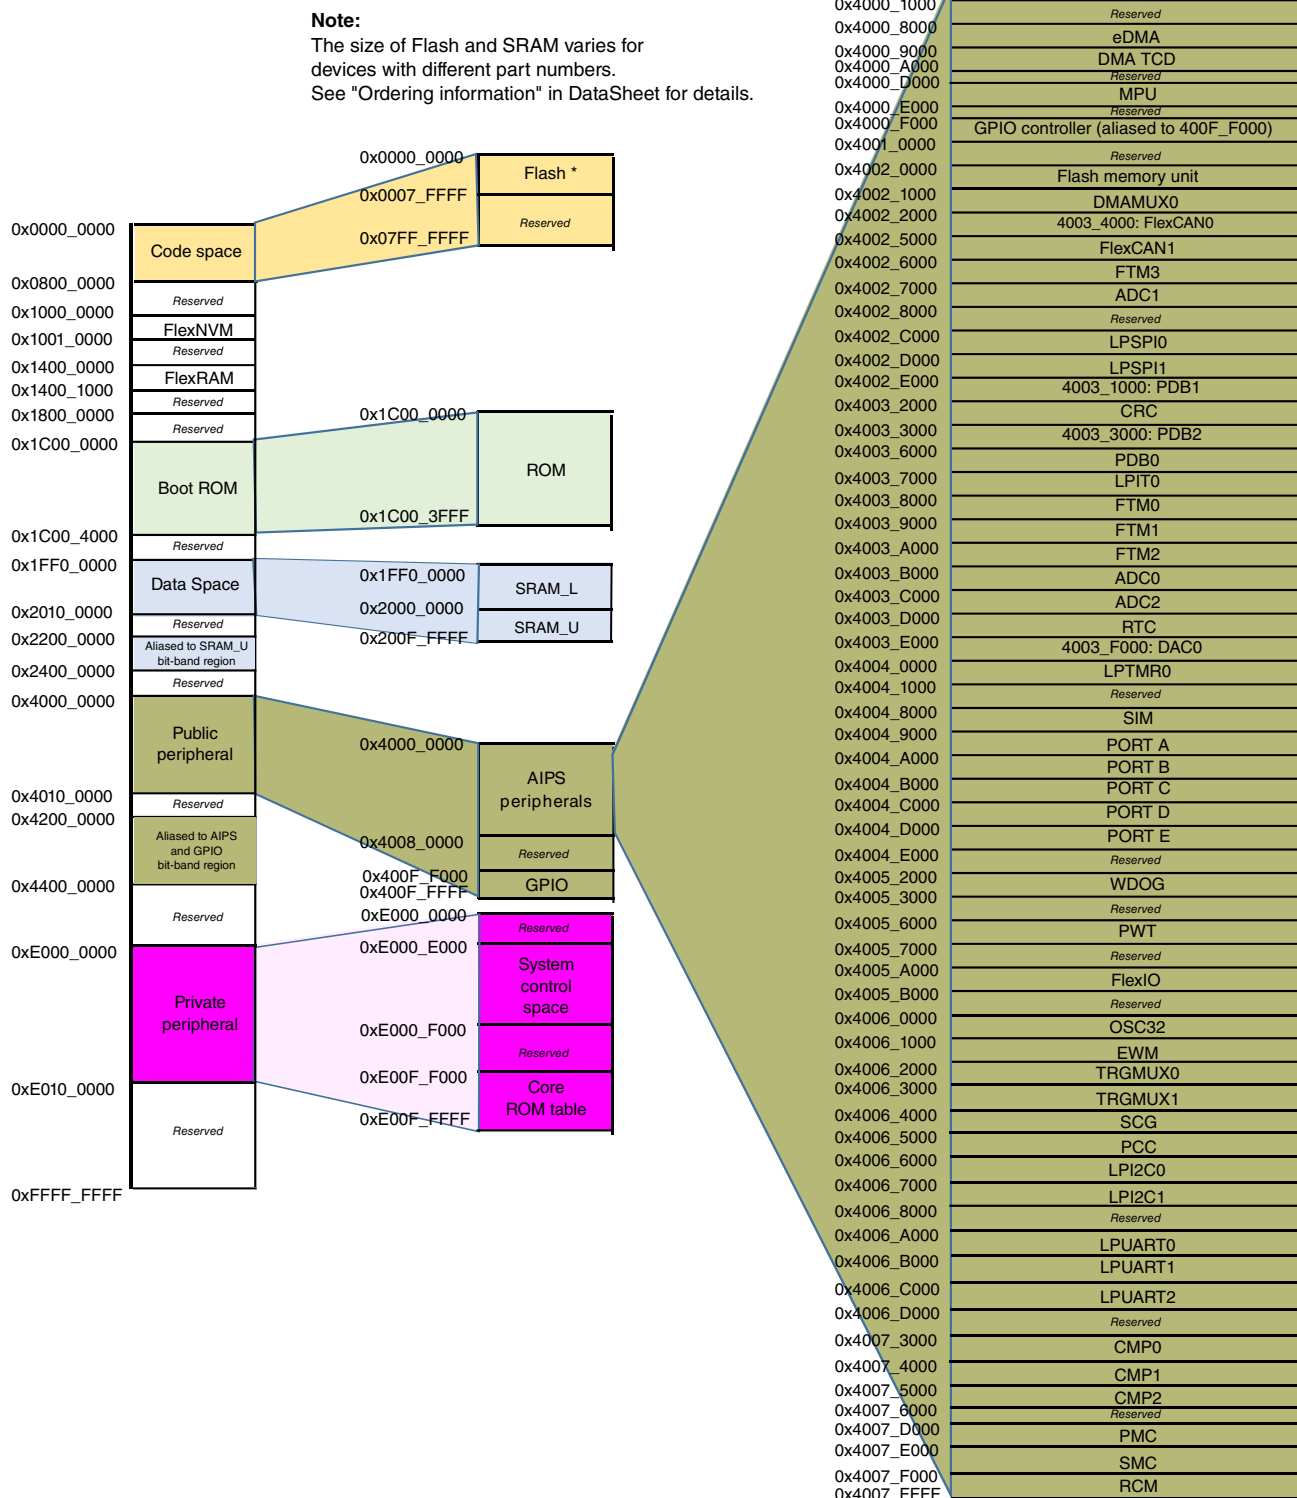 Note:
The size of Flash and SRAM varies for
devices with different part numbers.
See "Ordering information" in DataSheet for details.
0x0000_0000
Code space
0x0800_0000
Reserved
0x1000_0000
FlexNVM
0x1001_0000
Reserved
0x1400_0000
FlexRAM
0x1400_1000
Reserved
0x1800_0000
Reserved
0x1C00_0000
Boot ROM
0x1C00_4000
Reserved
0x1FF0_0000
Data Space
0x2010_0000
Reserved
0x2200_0000
Aliased to SRAM_U
bit-band region
0x2400_0000
Reserved
0x4000_0000
Public
peripheral
0x4010_0000
Reserved
0x4200_0000
Aliased to AIPS
and GPIO
bit-band region
0x4400_0000
Reserved
0xE000_0000
Private
peripheral
0xE010_0000
Reserved
0xFFFF_FFFF
0x0000_0000
Flash *
0x0007_FFFF
Reserved
0x07FF_FFFF
0x1C00_0000
ROM
0x1C00_3FFF
0x1FF0_0000
SRAM_L
0x2000_0000
SRAM_U
0x200F_FFFF
0x4000_0000
AIPS
peripherals
0x4008_0000
Reserved
0x400F_F000
GPIO
0x400F_FFFF
0xE000_0000
Reserved
0xE000_E000
System
control
space
0xE000_F000
Reserved
0xE00F_F000
Core
ROM table
0xE00F_FFFF
0x4000_1000
Reserved
0x4000_8000
eDMA
0x4000_9000
DMA TCD
0x4000_A000
Reserved
0x4000_D000
MPU
0x4000_E000
Reserved
0x4000_F000
GPIO controller (aliased to 400F_F000)
0x4001_0000
Reserved
0x4002_0000
Flash memory unit
0x4002_1000
DMAMUX0
0x4002_2000
4003_4000: FlexCAN0
0x4002_5000
FlexCAN1
0x4002_6000
FTM3
0x4002_7000
ADC1
0x4002_8000
Reserved
0x4002_C000
LPSPI0
0x4002_D000
LPSPI1
0x4002_E000
4003_1000: PDB1
0x4003_2000
CRC
0x4003_3000
4003_3000: PDB2
0x4003_6000
PDB0
0x4003_7000
LPIT0
0x4003_8000
FTM0
0x4003_9000
FTM1
0x4003_A000
FTM2
0x4003_B000
ADC0
0x4003_C000
ADC2
0x4003_D000
RTC
0x4003_E000
4003_F000: DAC0
0x4004_0000
LPTMR0
0x4004_1000
Reserved
0x4004_8000
SIM
0x4004_9000
PORT A
0x4004_A000
PORT B
0x4004_B000
PORT C
0x4004_C000
PORT D
0x4004_D000
PORT E
0x4004_E000
Reserved
0x4005_2000
WDOG
0x4005_3000
Reserved
0x4005_6000
PWT
0x4005_7000
Reserved
0x4005_A000
FlexIO
0x4005_B000
Reserved
0x4006_0000
OSC32
0x4006_1000
EWM
0x4006_2000
TRGMUX0
0x4006_3000
TRGMUX1
0x4006_4000
SCG
0x4006_5000
PCC
0x4006_6000
LPI2C0
0x4006_7000
LPI2C1
0x4006_8000
Reserved
0x4006_A000
LPUART0
0x4006_B000
LPUART1
0x4006_C000
LPUART2
0x4006_D000
Reserved
0x4007_3000
CMP0
0x4007_4000
CMP1
0x4007_5000
CMP2
0x4007_6000
Reserved
0x4007_D000
PMC
0x4007_E000
SMC
0x4007_F000
RCM
0x4007_FFFF